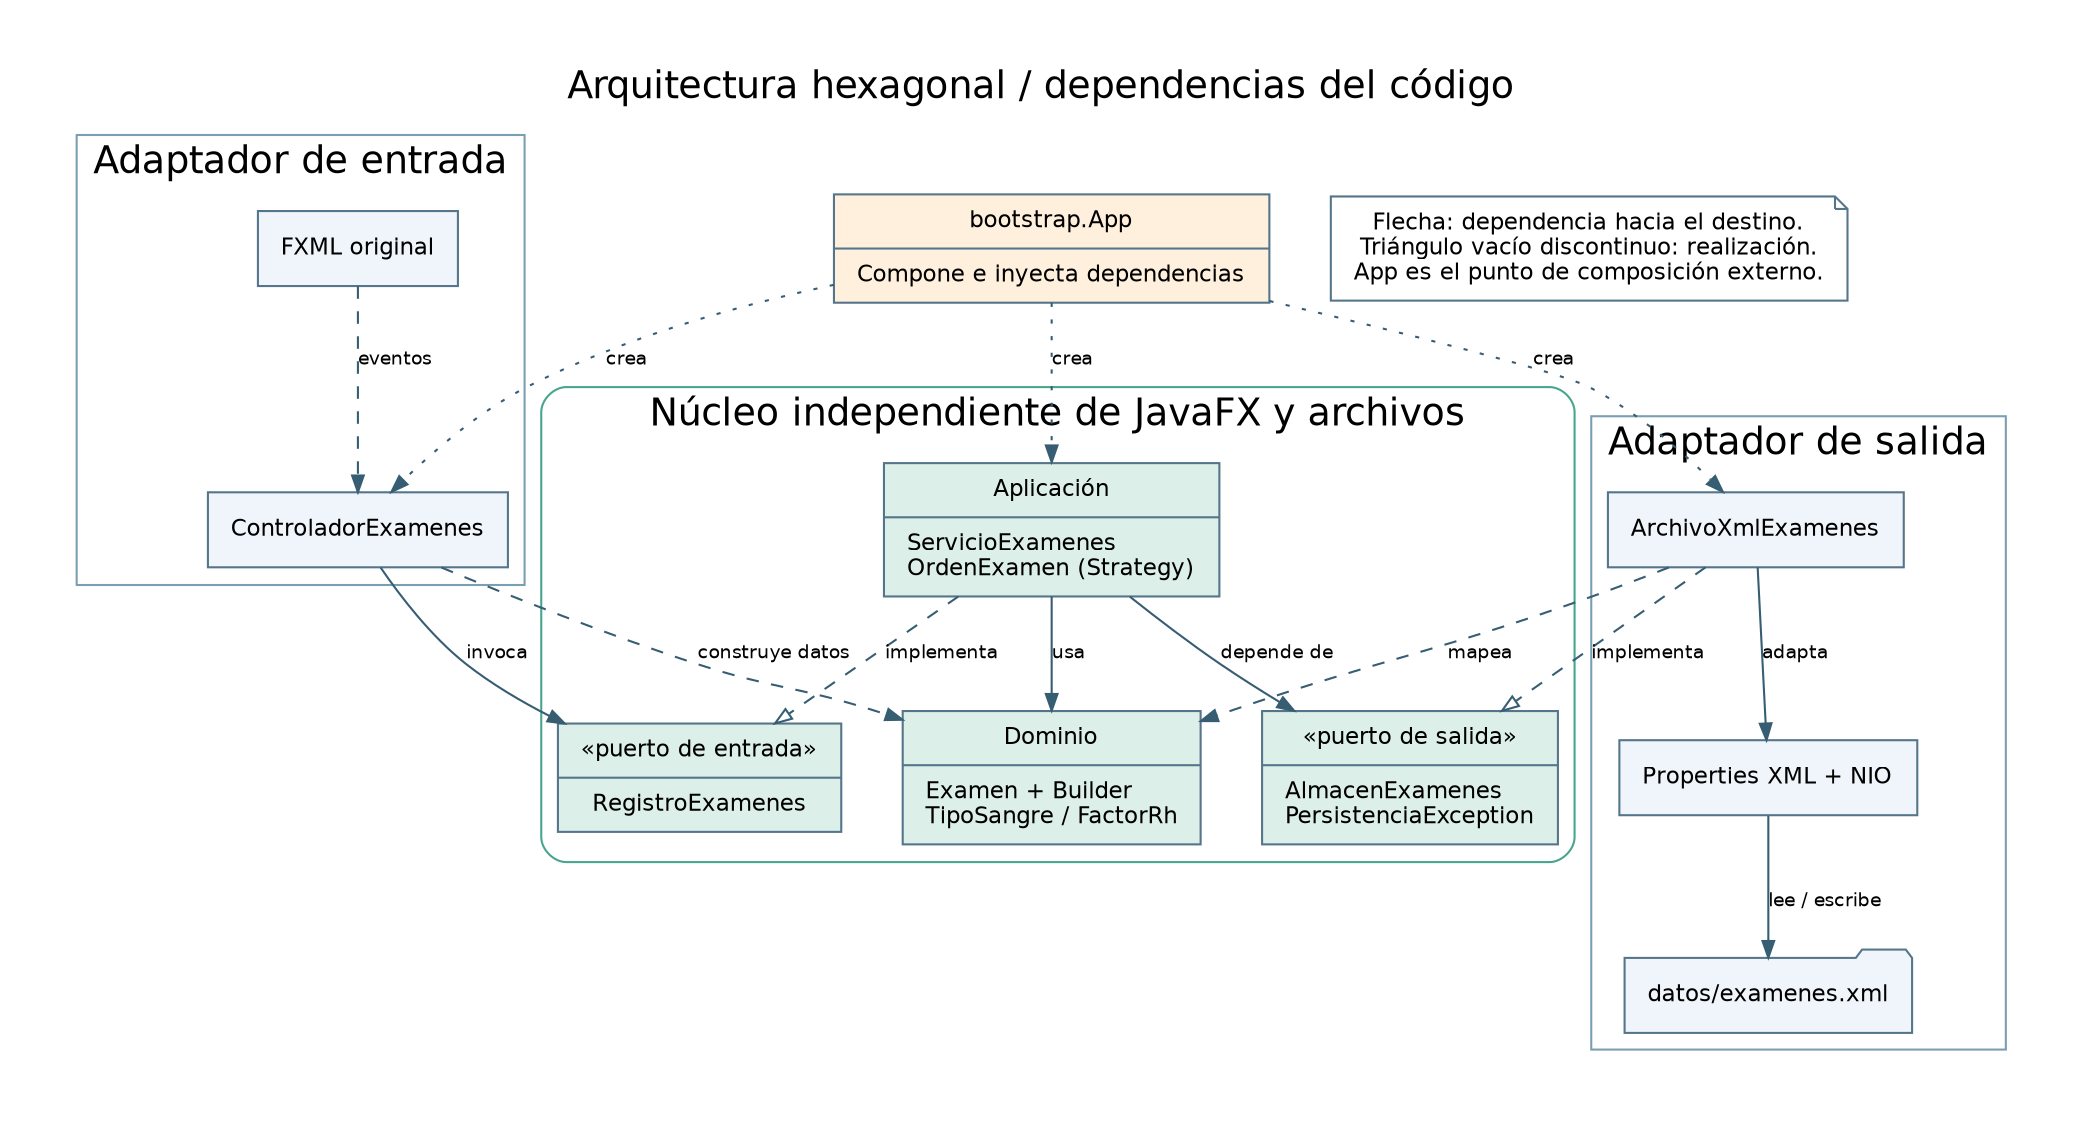 Arquitectura hexagonal / dependencias del código
Adaptador de entrada
FXML original
bootstrap.App
Compone e inyecta dependencias
Flecha: dependencia hacia el destino.
Triángulo vacío discontinuo: realización.
App es el punto de composición externo.
eventos
crea
crea
crea
Núcleo independiente de JavaFX y archivos
Adaptador de salida
ControladorExamenes
Aplicación
ServicioExamenes
OrdenExamen (Strategy)
ArchivoXmlExamenes
invoca
construye datos
implementa
usa
depende de
mapea
implementa
adapta
«puerto de entrada»
RegistroExamenes
Dominio
Examen + Builder
TipoSangre / FactorRh
«puerto de salida»
AlmacenExamenes
PersistenciaException
Properties XML + NIO
lee / escribe
datos/examenes.xml